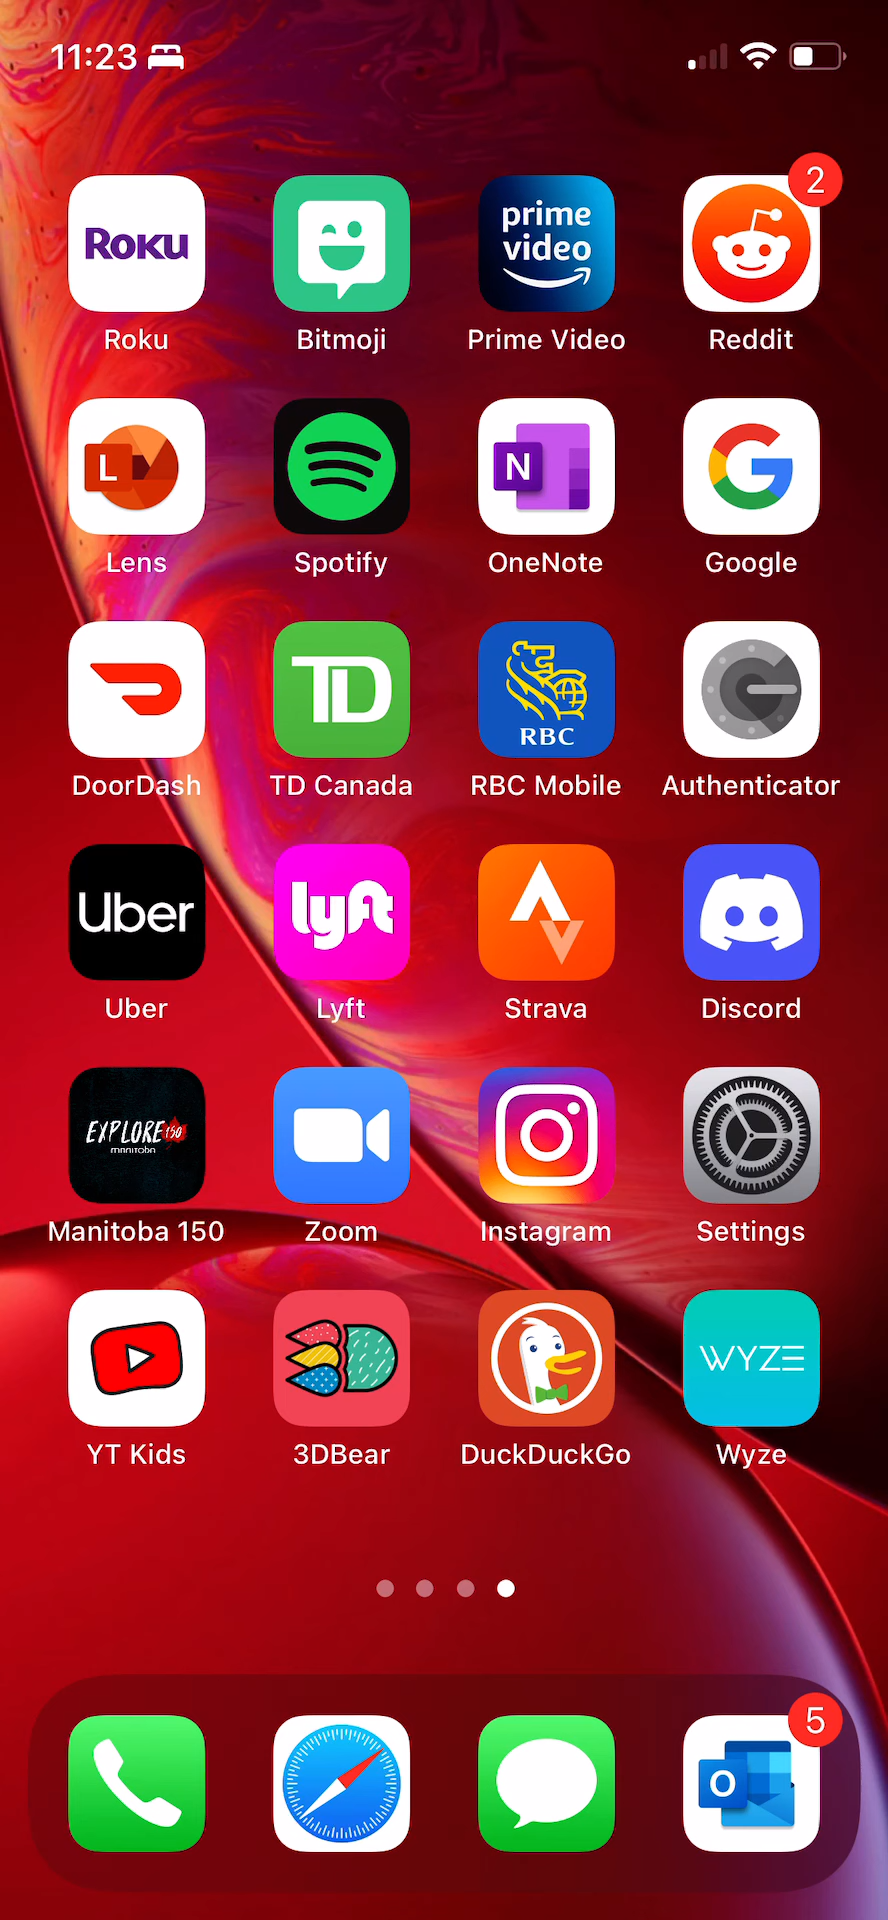 11:23
2
Roku
prime
video
Roku
Bitmoji
Prime Video
Reddit
L
N
G
Lens
Spotify
OneNote
Google
TD
RBC
DoorDash
TD Canada
RBC Mobile
Authenticator
Uber
lyft
Uber
Lyft
Strava
Discord
EXPLORE 150
manitoba
Manitoba 150
Zoom
Instagram
Settings
WYZE
YT Kids
3DBear
DuckDuckGo
Wyze
5
O